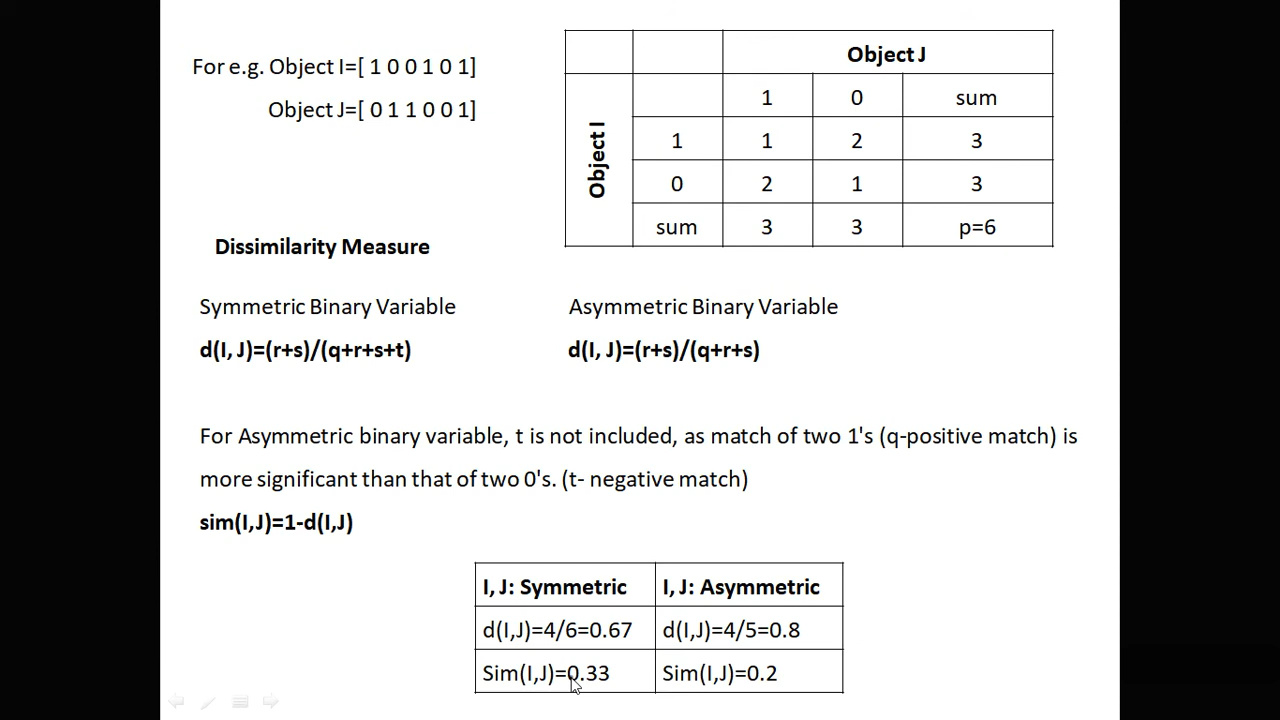 For e.g. Object I=[ 1 0 0 1 0 1]
Object J=[ 0 1 1 0 0 1]
Object J
1 0 sum
Object I
1 1 2 3
0 2 1 3
sum 3 3 p=6
Dissimilarity Measure
Symmetric Binary Variable
d(I, J)=(r+s)/(q+r+s+t)
Asymmetric Binary Variable
d(I, J)=(r+s)/(q+r+s)
For Asymmetric binary variable, t is not included, as match of two 1's (q-positive match) is
more significant than that of two 0's. (t- negative match)
sim(I,J)=1-d(I,J)
I, J: Symmetric I, J: Asymmetric
d(I,J)=4/6=0.67 d(I,J)=4/5=0.8
Sim(I,J)=0.33 Sim(I,J)=0.2